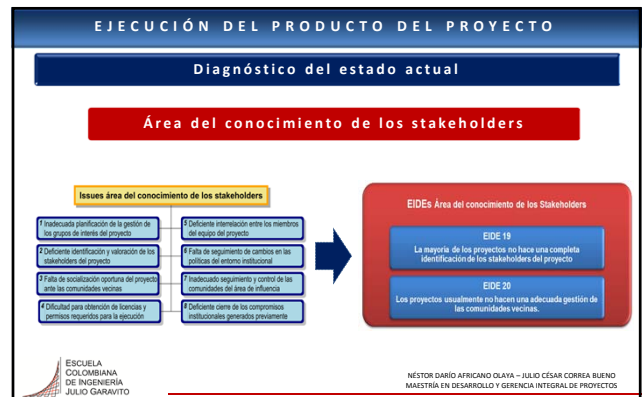 EJECUCIÓN DEL PRODUCTO DEL PROYECTO
Diagnóstico del estado actual
Área del conocimiento de los stakeholders
Issues área del conocimiento de los stakeholders
1 Inadecuada planificación de la gestión de
los grupos de interés del proyecto
2 Deficiente identificación y valoración de los
stakeholders del proyecto
3 Falta de socialización oportuna del proyecto
ante las comunidades vecinas
4 Dificultad para obtención de licencias y
permisos requeridos para la ejecución
5 Deficiente interrelación entre los miembros
del equipo del proyecto
6 Falta de seguimiento de cambios en las
políticas del entorno institucional
7 Inadecuado seguimiento y control de las
comunidades del área de influencia
8 Deficiente cierre de los compromisos
institucionales generados previamente
EIDEs Área del conocimiento de los Stakeholders
EIDE 19
La mayoría de los proyectos no hace una completa
identificación de los stakeholders del proyecto
EIDE 20
Los proyectos usualmente no hacen una adecuada gestión de
las comunidades vecinas.
ESCUELA
COLOMBIANA
DE INGENIERÍA
JULIO GARAVITO
NÉSTOR DARÍO AFRICANO OLAYA – JULIO CÉSAR CORREA BUENO
MAESTRÍA EN DESARROLLO Y GERENCIA INTEGRAL DE PROYECTOS